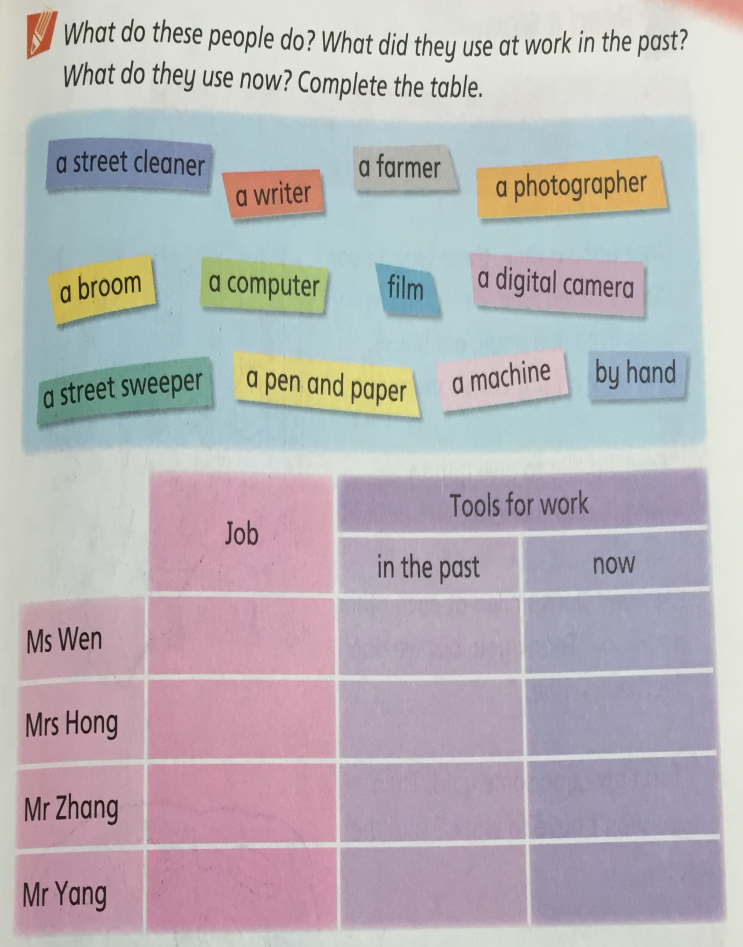 What do these people do? What did they use at work in the past?
What do they use now? Complete the table.
a street cleaner
a writer
a farmer
a photographer
a broom
a computer
film
a digital camera
a street sweeper
a pen and paper
a machine
by hand
Job
Tools for work
in the past
now
Ms Wen
Mrs Hong
Mr Zhang
Mr Yang